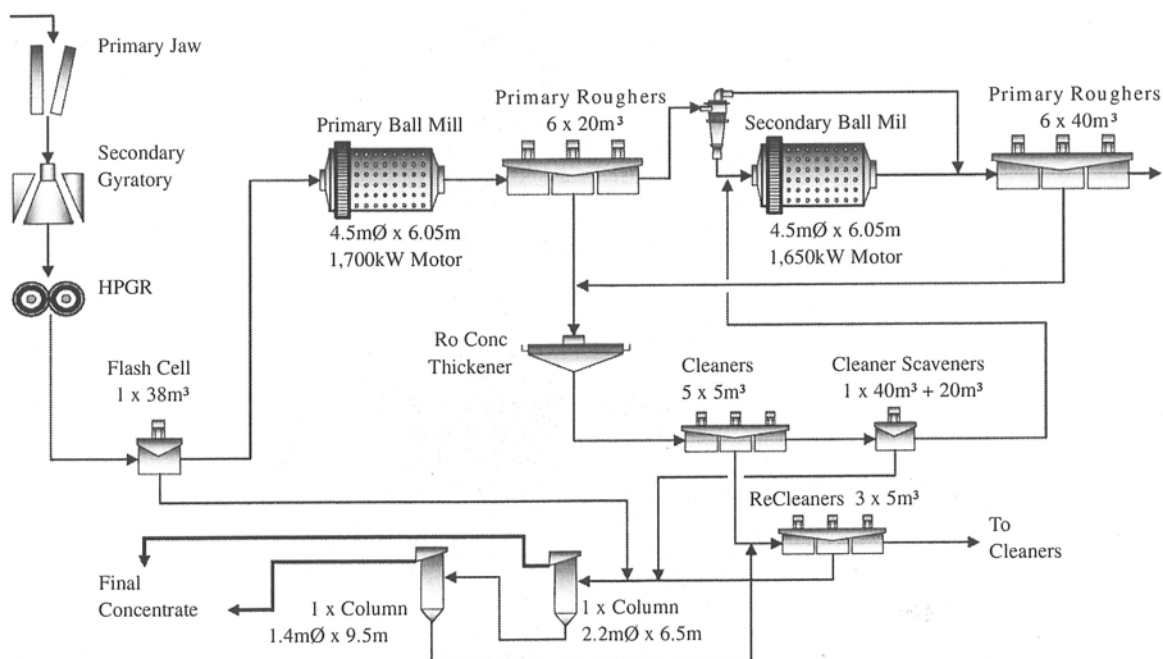 Primary Jaw
Secondary
Gyratory
HPGR
Flash Cell
1 x 38m³
Primary Ball Mill
4.5mØ x 6.05m
1,700kW Motor
Primary Roughers
6 x 20m³
Secondary Ball Mil
4.5mØ x 6.05m
1,650kW Motor
Primary Roughers
6 x 40m³
Ro Conc
Thickener
Cleaners
5 x 5m³
Cleaner Scaveners
1 x 40m³ + 20m³
ReCleaners 3 x 5m³
To
Cleaners
Final
Concentrate
1 x Column
1.4mØ x 9.5m
1 x Column
2.2mØ x 6.5m